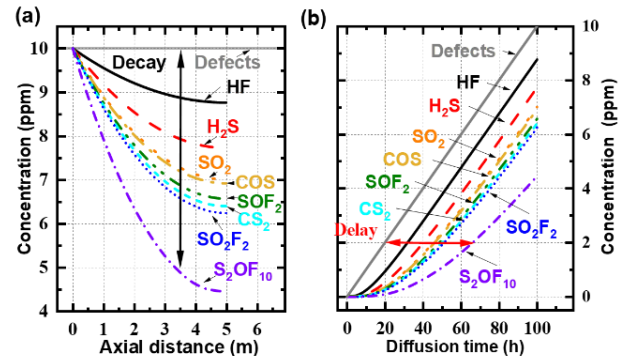 (a)
Concentration (ppm)
10
9
8
7
6
5
4
Decay
Defects
HF
H₂S
SO₂
COS
SOF₂
CS₂
SO₂F₂
S₂OF₁₀
0 1 2 3 4 5 6
Axial distance (m)
(b)
Defects
HF
H₂S
SO₂
COS
SOF₂
CS₂
Delay
SO₂F₂
S₂OF₁₀
10
8
6
4
2
0
Concentration (ppm)
0 20 40 60 80 100
Diffusion time (h)